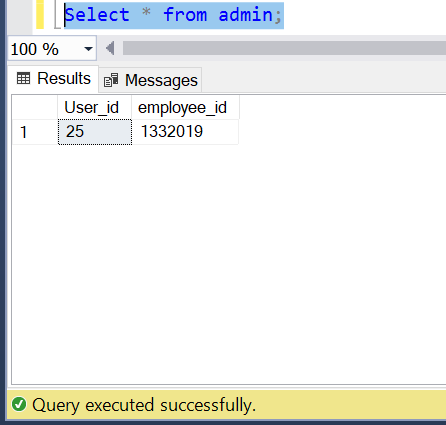 Select * from admin;
100 %
Results Messages
User_id employee_id
1 25 1332019
Query executed successfully.